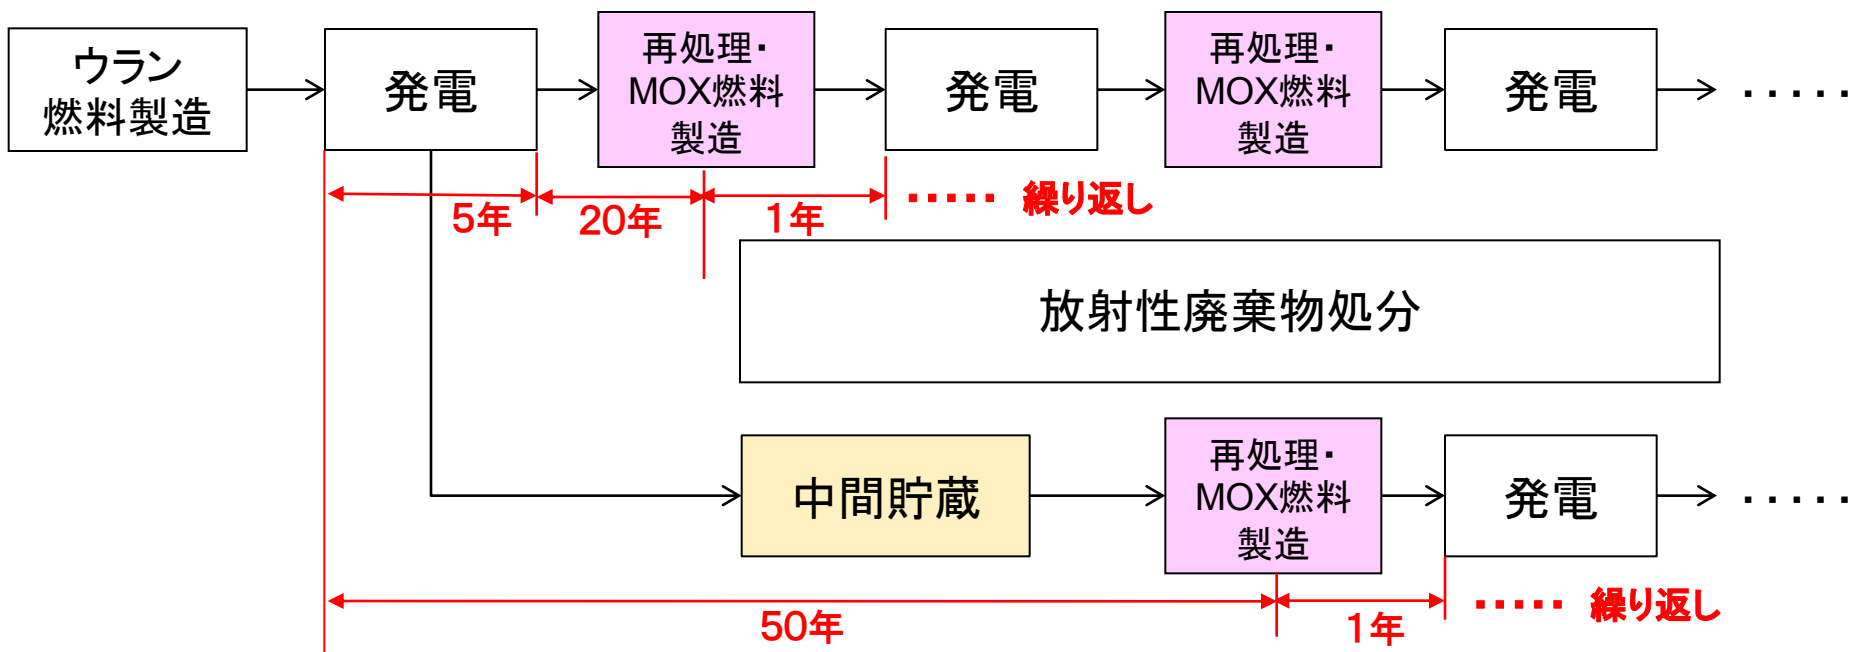 ウラン
燃料製造
発電
再処理・
MOX燃料
製造
発電
再処理・
MOX燃料
製造
発電
・・・・・
5年
20年
1年
・・・・・ 繰り返し
放射性廃棄物処分
中間貯蔵
再処理・
MOX燃料
製造
発電
・・・・・
50年
1年
・・・・・ 繰り返し